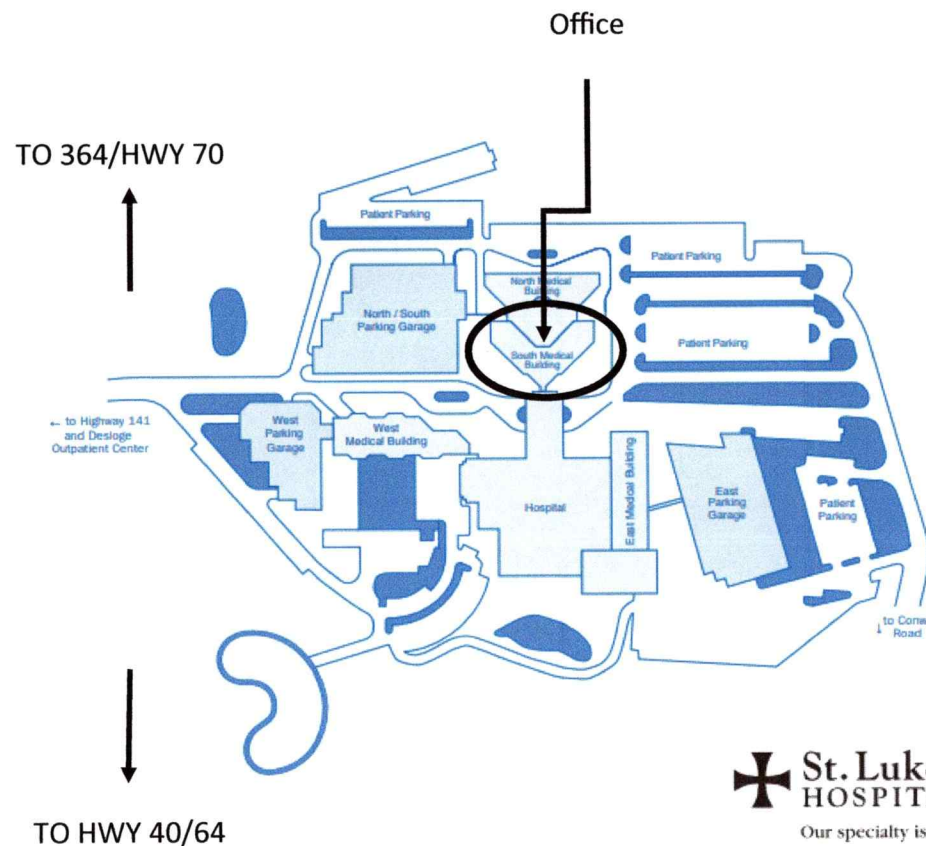 Office
TO 364/HWY 70
Patient Parking
Patient Parking
North Medical
Building
North / South
Parking Garage
South Medical
Building
Patient Parking
← to Highway 141
and Desloge
Outpatient Center
West
Parking
Garage
West
Medical Building
Hospital
East Medical Building
East
Parking
Garage
Patient
Parking
to Conw
Road
TO HWY 40/64
St. Luk
HOSPIT
Our specialty is